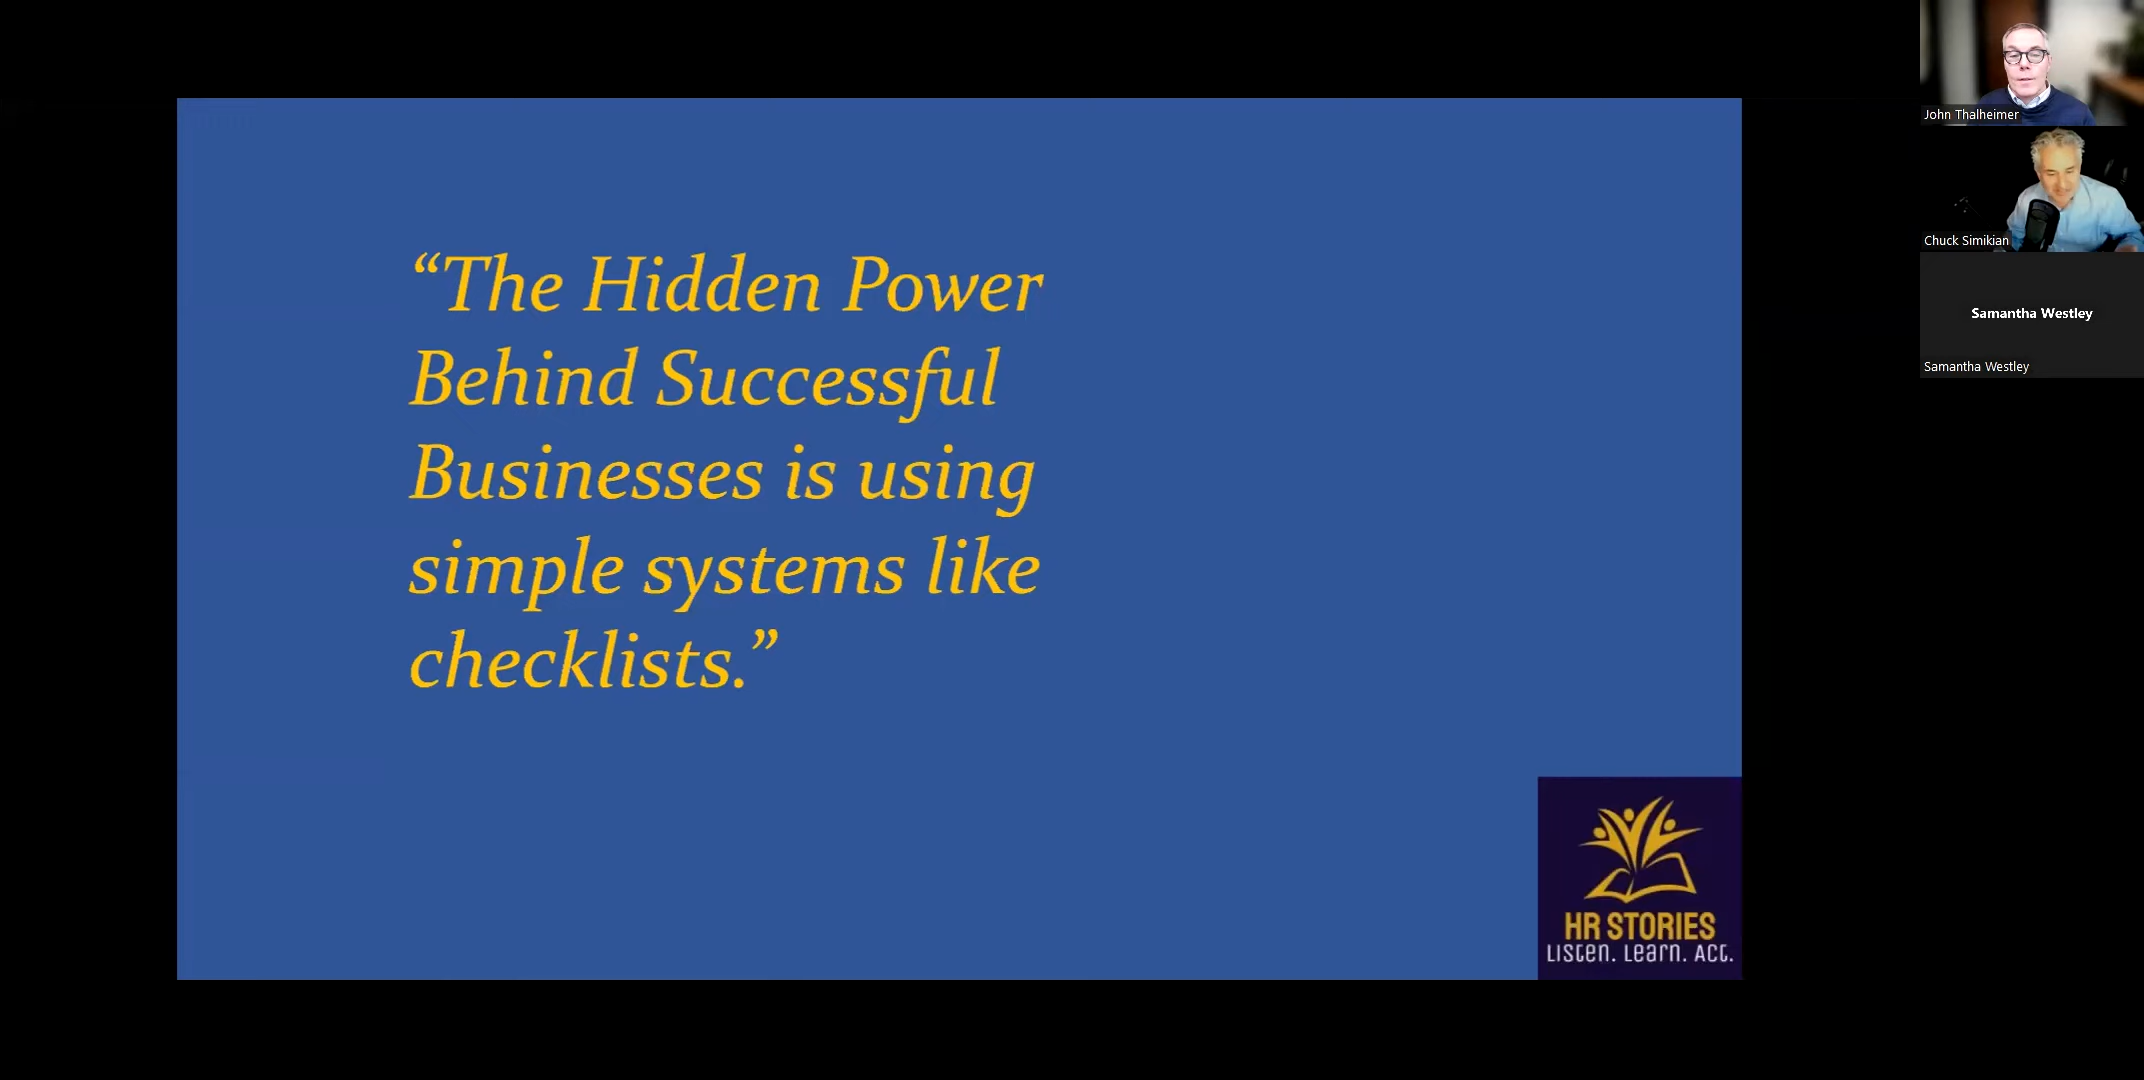 “The Hidden Power
Behind Successful
Businesses is using
simple systems like
checklists.”
HR STORIES
Listen. Learn. Act.
John Thalheimer
Chuck Simikian
Samantha Westley
Samantha Westley